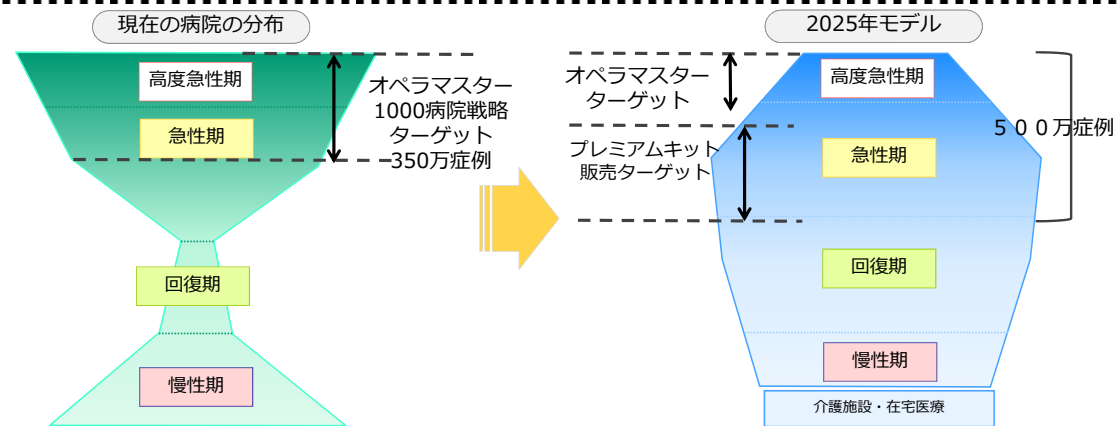 現在の病院の分布
高度急性期
急性期
回復期
慢性期
オペラマスター
1000病院戦略
ターゲット
350万症例
2025年モデル
オペラマスター
ターゲット
プレミアムキット
販売ターゲット
高度急性期
急性期
回復期
慢性期
介護施設・在宅医療
５００万症例